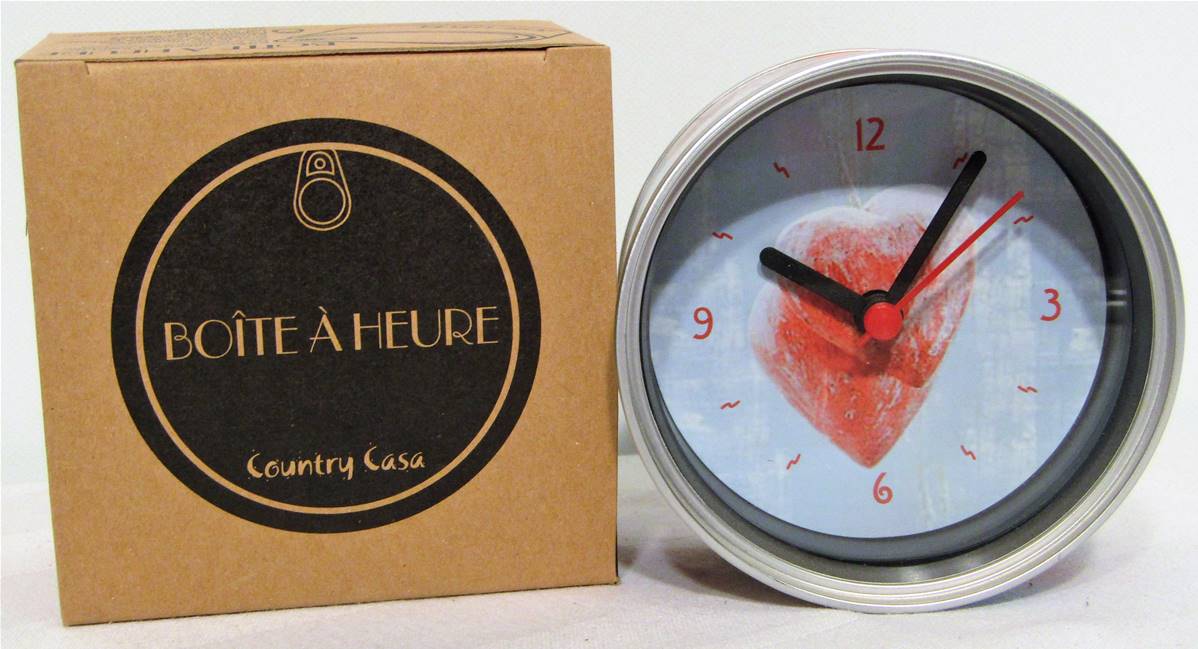 BOÎTE À HEURE
Country Casa
12
9
3
6